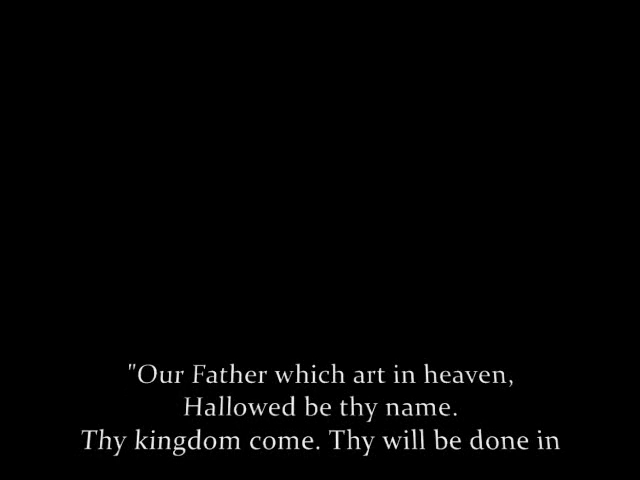 "Our Father which art in heaven,
Hallowed be thy name.
Thy kingdom come. Thy will be done in